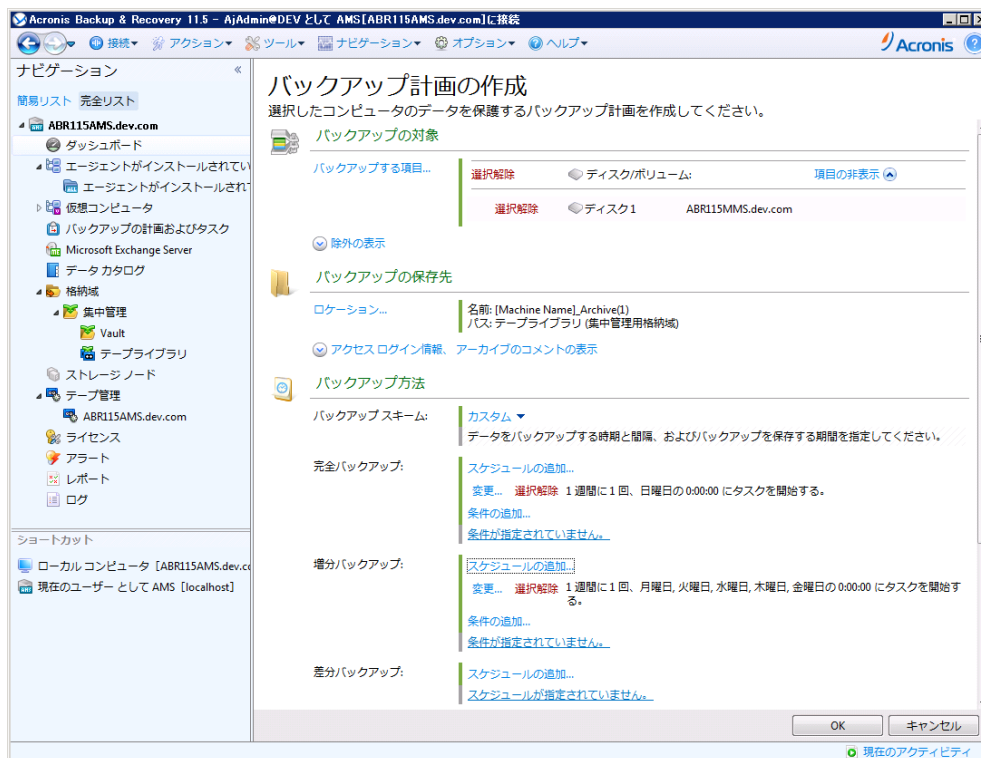 Acronis Backup & Recovery 11.5 - AjAdmin@DEV として AMS[ABR115AMS.dev.com]に接続
接続 アクション ツール ナビゲーション オプション ヘルプ Acronis
ナビゲーション
簡易リスト 完全リスト
ABR115AMS.dev.com
ダッシュボード
エージェントがインストールされてい
エージェントがインストールされ
仮想コンピュータ
バックアップの計画およびタスク
Microsoft Exchange Server
データ カタログ
格納域
集中管理
Vault
テープライブラリ
ストレージ ノード
テープ管理
ABR115AMS.dev.com
ライセンス
アラート
レポート
ログ
ショートカット
ローカル コンピュータ [ABR115AMS.dev.co
現在のユーザー として AMS [localhost]
バックアップ計画の作成
選択したコンピュータのデータを保護するバックアップ計画を作成してください。
バックアップの対象
バックアップする項目...
選択解除 ディスク/ボリューム: 項目の非表示
選択解除 ディスク1 ABR115MMS.dev.com
除外の表示
バックアップの保存先
ロケーション...
名前: [Machine Name]_Archive(1)
パス: テープライブラリ (集中管理用格納域)
アクセス ログイン情報、 アーカイブのコメントの表示
バックアップ方法
バックアップ スキーム: カスタム
データをバックアップする時期と間隔、およびバックアップを保存する期間を指定してください。
完全バックアップ: スケジュールの追加...
変更... 選択解除 1 週間に 1 回、日曜日の 0:00:00 にタスクを開始する。
条件の追加...
条件が指定されていません。
増分バックアップ: スケジュールの追加...
変更... 選択解除 1 週間に 1 回、月曜日, 火曜日, 水曜日, 木曜日, 金曜日の 0:00:00 にタスクを開始す
る。
条件の追加...
条件が指定されていません。
差分バックアップ: スケジュールの追加...
スケジュールが指定されていません。
OK キャンセル
現在のアクティビティ